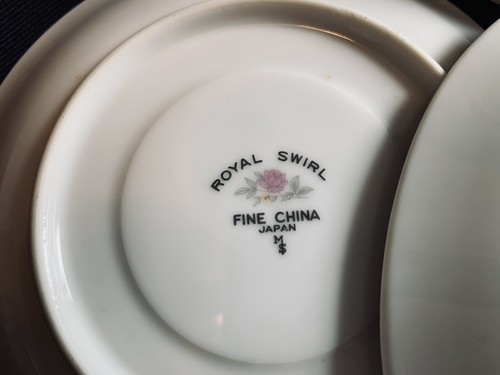 ROYAL SWIRL
FINE CHINA
JAPAN
M
$